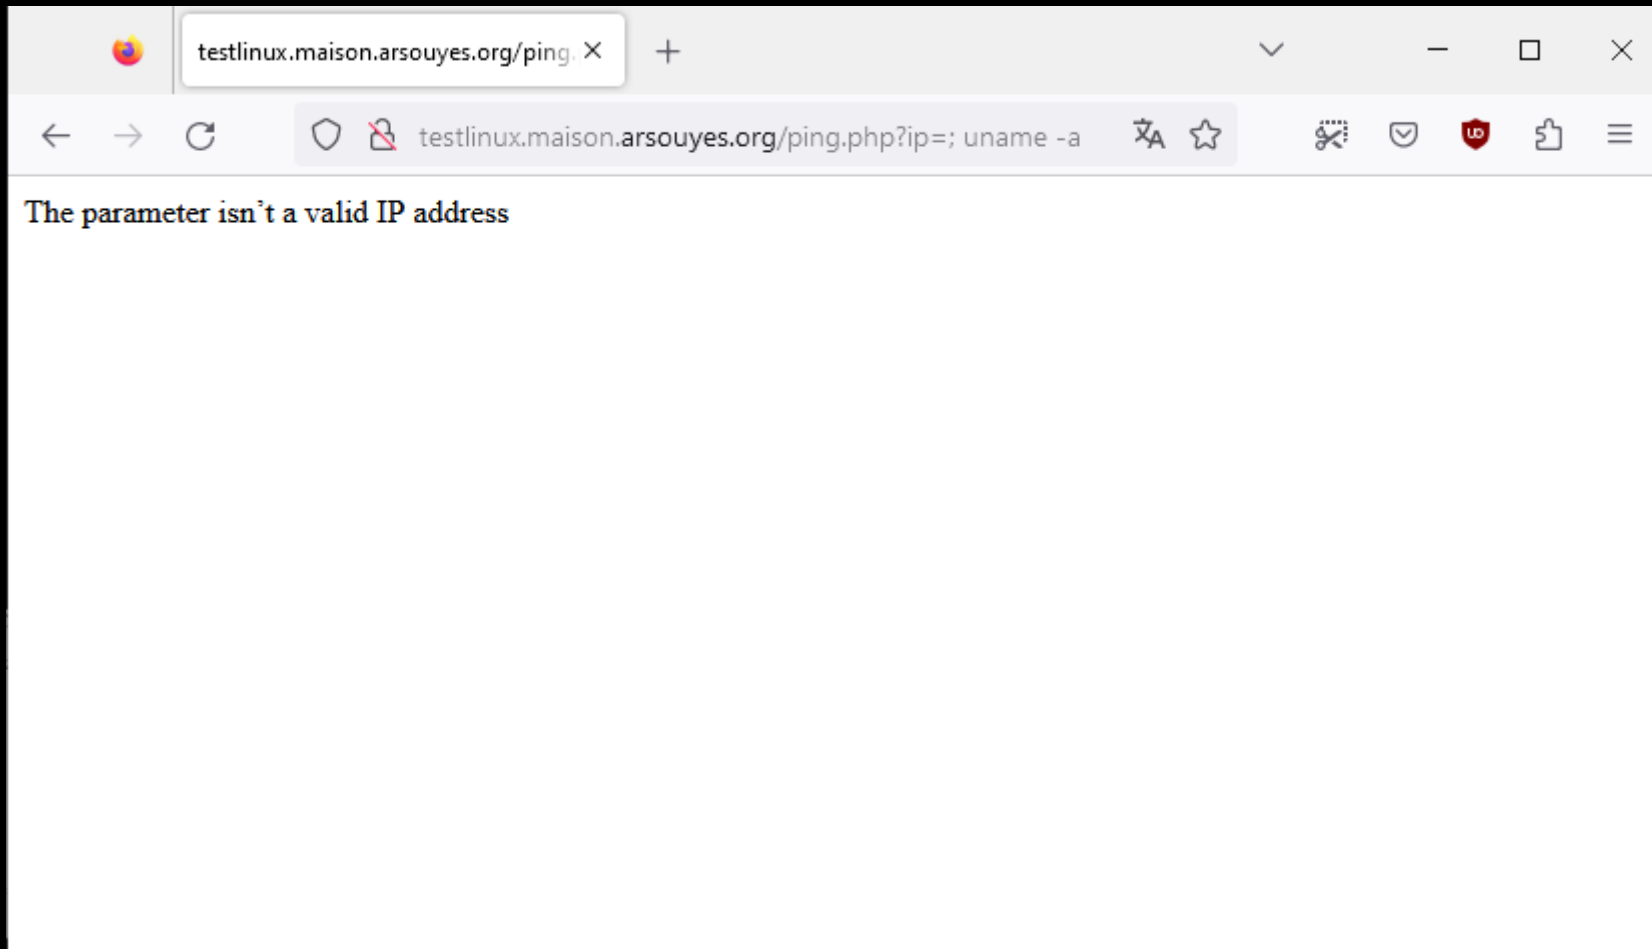 testlinux.maison.arsouyes.org/ping.
testlinux.maison.arsouyes.org/ping.php?ip=; uname -a
The parameter isn't a valid IP address